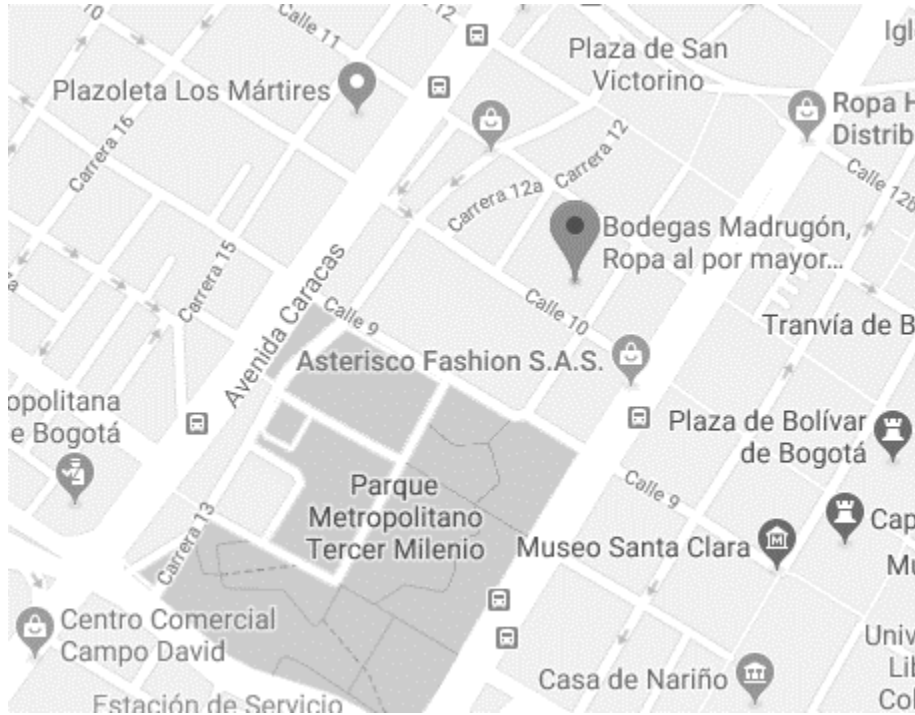 10
Calle 11
12
Plaza de San
Victorino
Igl
Plazoleta Los Mártires
Ropa H
Distrib
Carrera 16
Carrera 12
Calle 12b
Carrera 12a
Bodegas Madrugón,
Ropa al por mayor...
Carrera 15
Avenida Caracas
Calle 9
Calle 10
Tranvía de B
Asterisco Fashion S.A.S.
opolitana
e Bogotá
Plaza de Bolívar
de Bogotá
Parque
Metropolitano
Tercer Milenio
Calle 9
Cap
Museo Santa Clara
Mu
Carrera 13
Centro Comercial
Campo David
Univ
Lib
Col
Casa de Nariño
Estación de Servicio